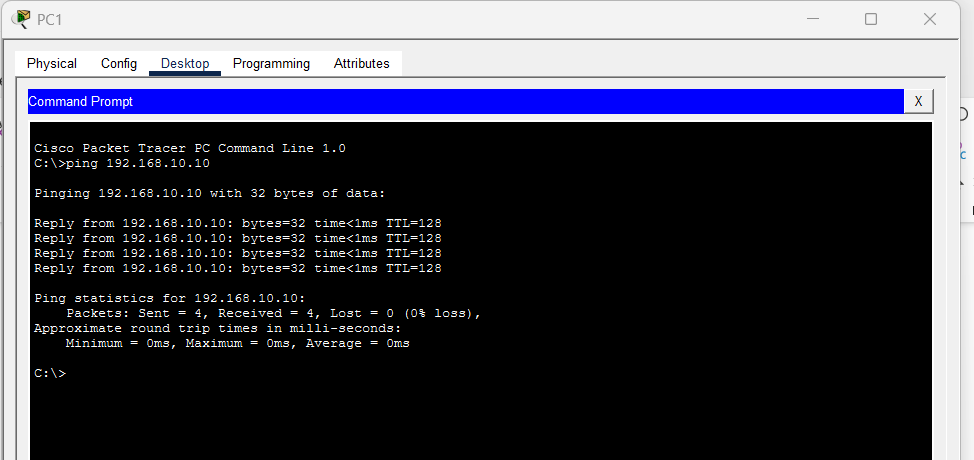 PC1
Physical Config Desktop Programming Attributes
Command Prompt X
Cisco Packet Tracer PC Command Line 1.0
C:\>ping 192.168.10.10
Pinging 192.168.10.10 with 32 bytes of data:
Reply from 192.168.10.10: bytes=32 time<1ms TTL=128
Reply from 192.168.10.10: bytes=32 time<1ms TTL=128
Reply from 192.168.10.10: bytes=32 time<1ms TTL=128
Reply from 192.168.10.10: bytes=32 time<1ms TTL=128
Ping statistics for 192.168.10.10:
Packets: Sent = 4, Received = 4, Lost = 0 (0% loss),
Approximate round trip times in milli-seconds:
Minimum = 0ms, Maximum = 0ms, Average = 0ms
C:\>